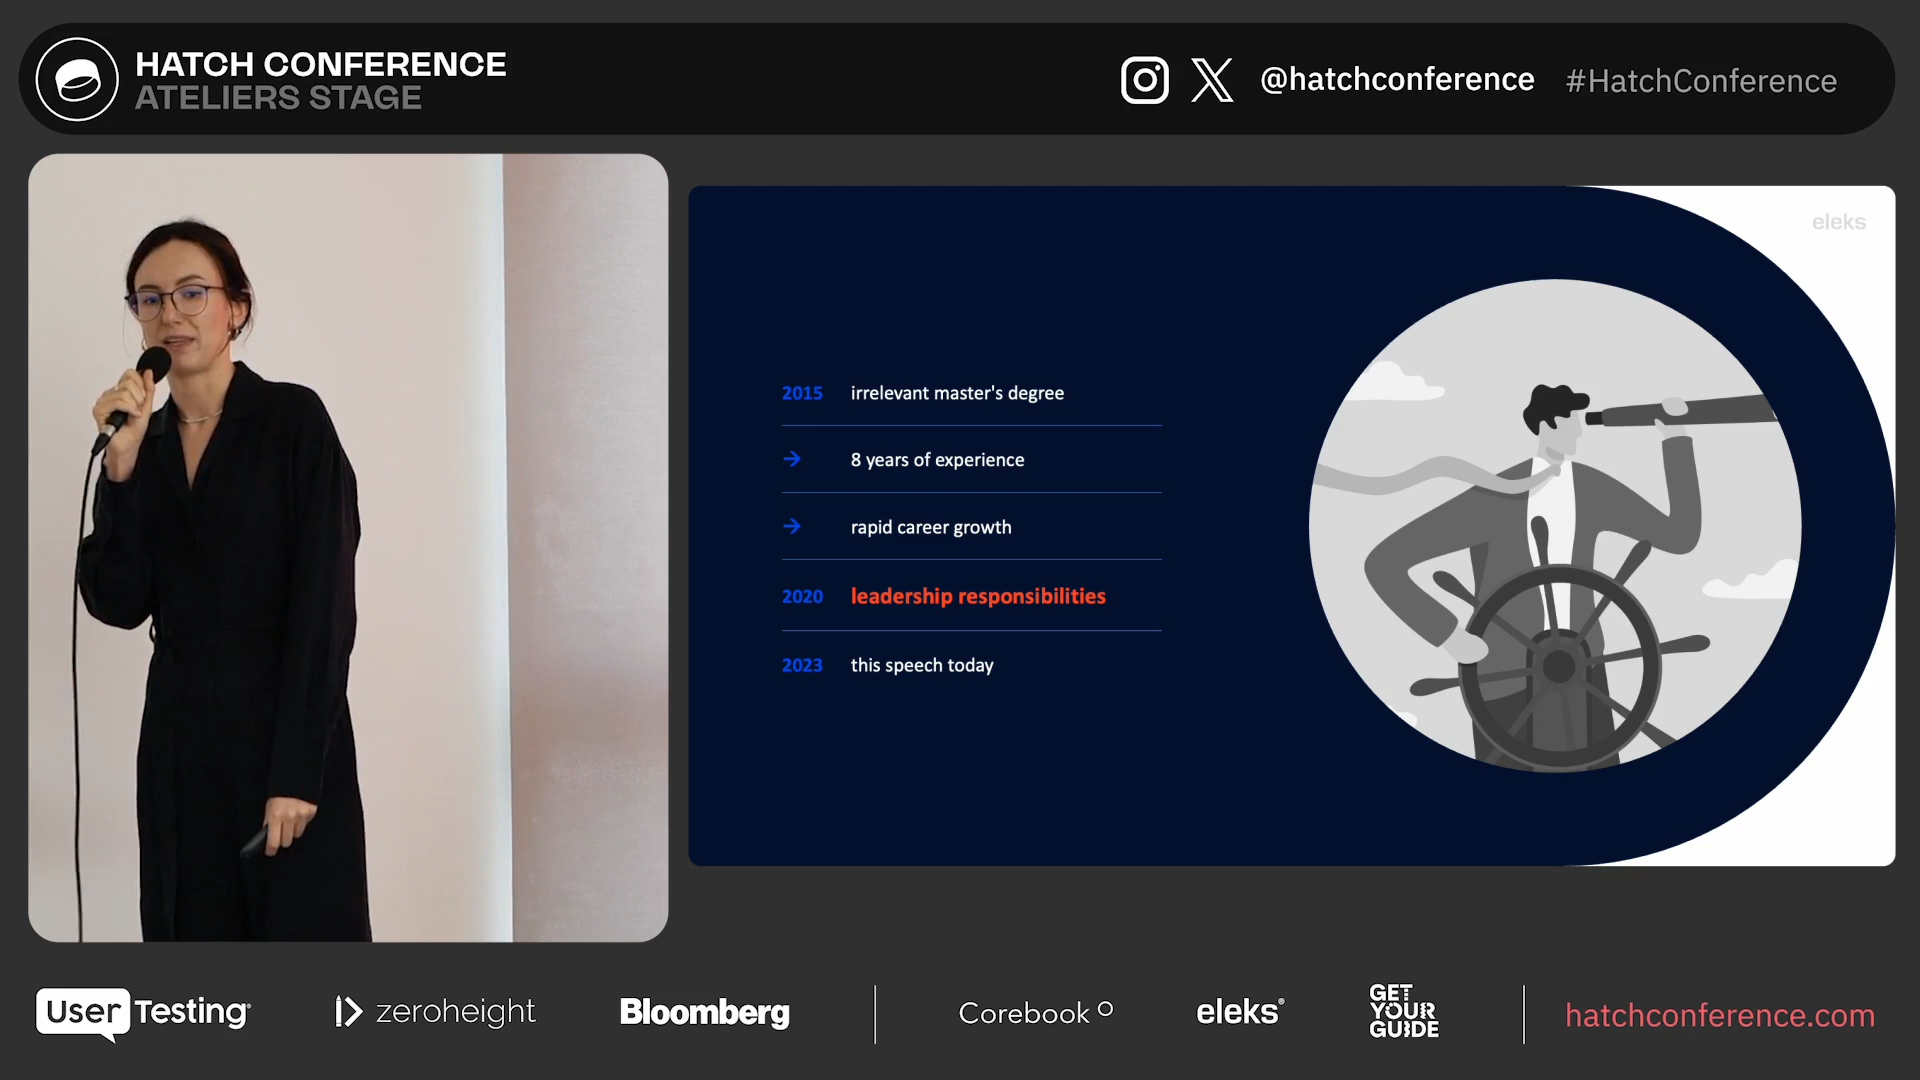 HATCH CONFERENCE
ATELIERS STAGE
@hatchconference #HatchConference
eleks
2015 irrelevant master's degree
→ 8 years of experience
→ rapid career growth
2020 leadership responsibilities
2023 this speech today
User Testing
zeroheight
Bloomberg
Corebook
eleks®
GET
YOUR
GUIDE
hatchconference.com